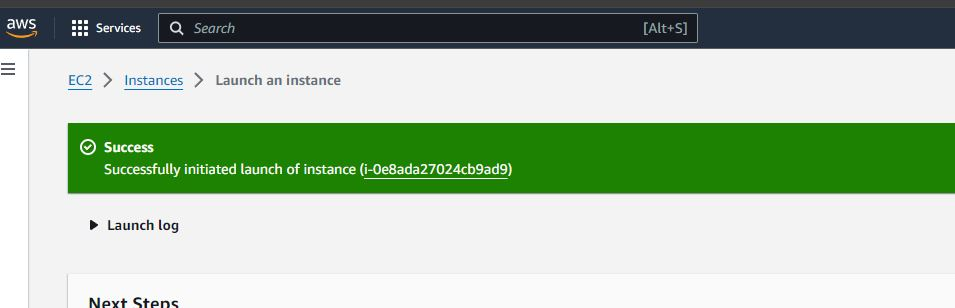 aws
Services
Search
[Alt+S]
EC2 > Instances > Launch an instance
Success
Successfully initiated launch of instance (i-0e8ada27024cb9ad9)
Launch log
Next Steps